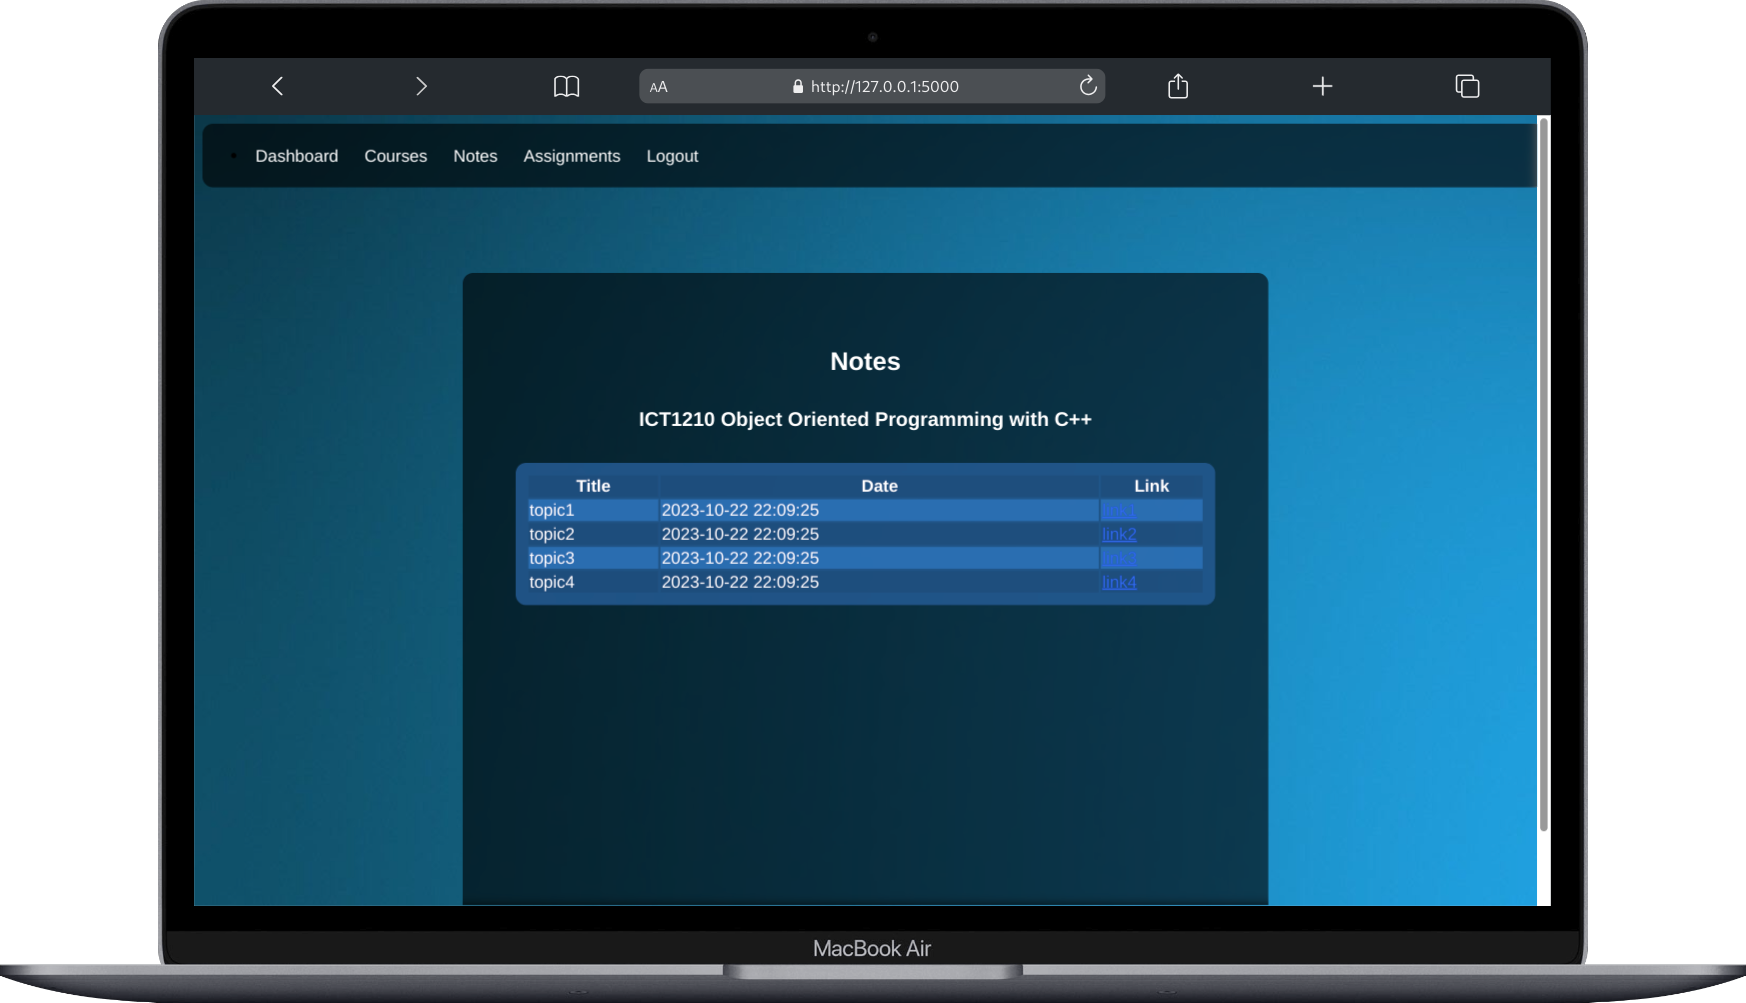 AA http://127.0.0.1:5000
Dashboard Courses Notes Assignments Logout
Notes
ICT1210 Object Oriented Programming with C++
Title Date Link
topic1 2023-10-22 22:09:25
topic2 2023-10-22 22:09:25 link2
topic3 2023-10-22 22:09:25
topic4 2023-10-22 22:09:25 link4
MacBook Air